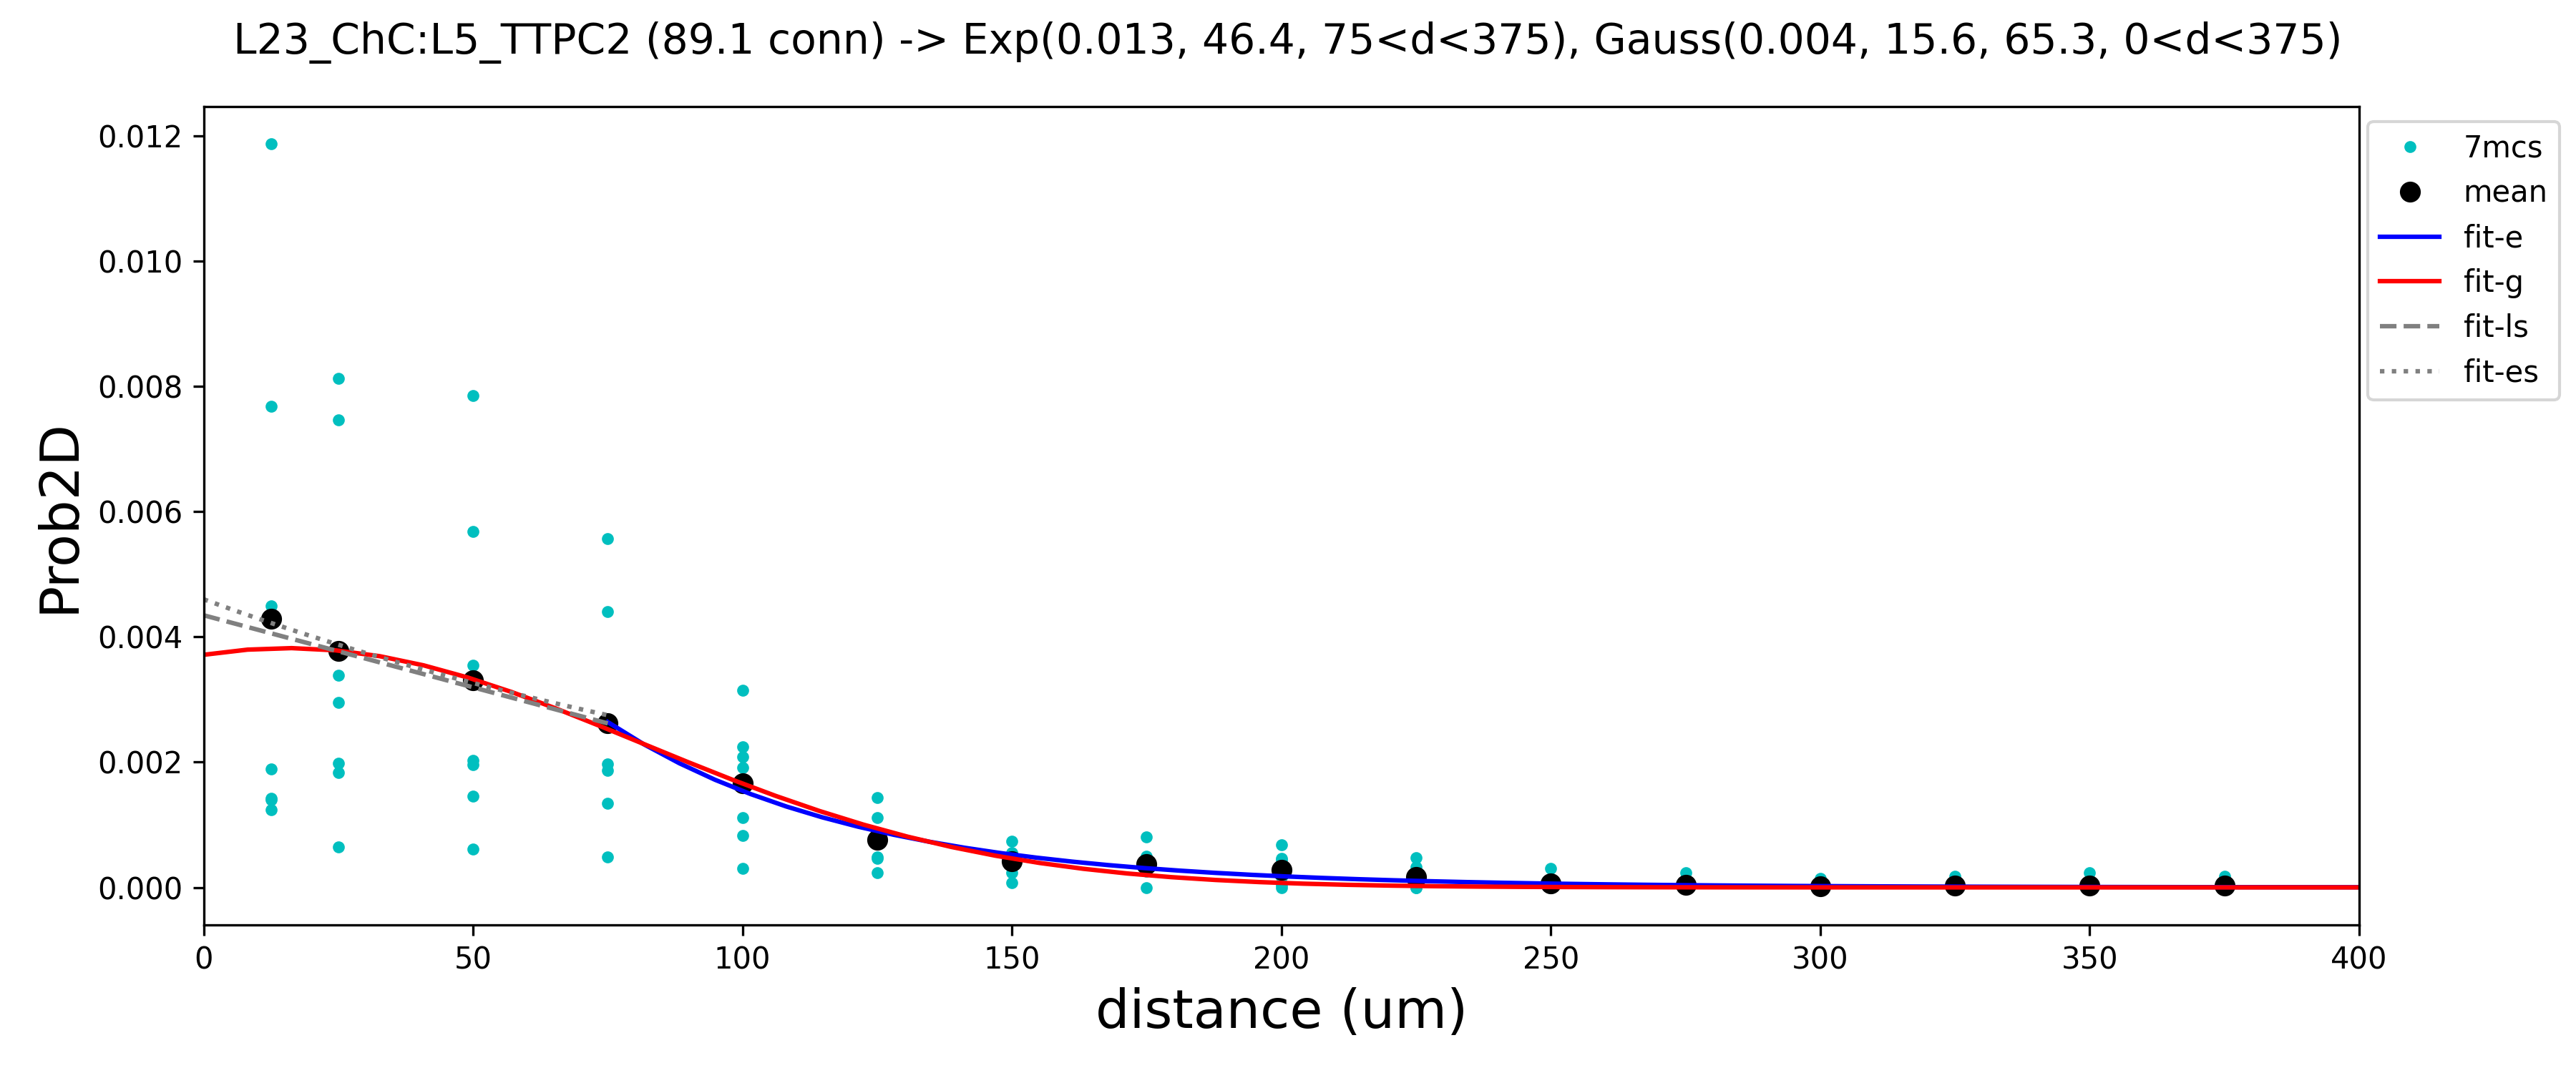 L23_ChC:L5_TTPC2 (89.1 conn) -> Exp(0.013, 46.4, 75<d<375), Gauss(0.004, 15.6, 65.3, 0<d<375)
0.012
0.010
0.008
0.006
0.004
0.002
0.000
Prob2D
0 50 100 150 200 250 300 350 400
distance (um)
7mcs
mean
fit-e
fit-g
fit-ls
fit-es